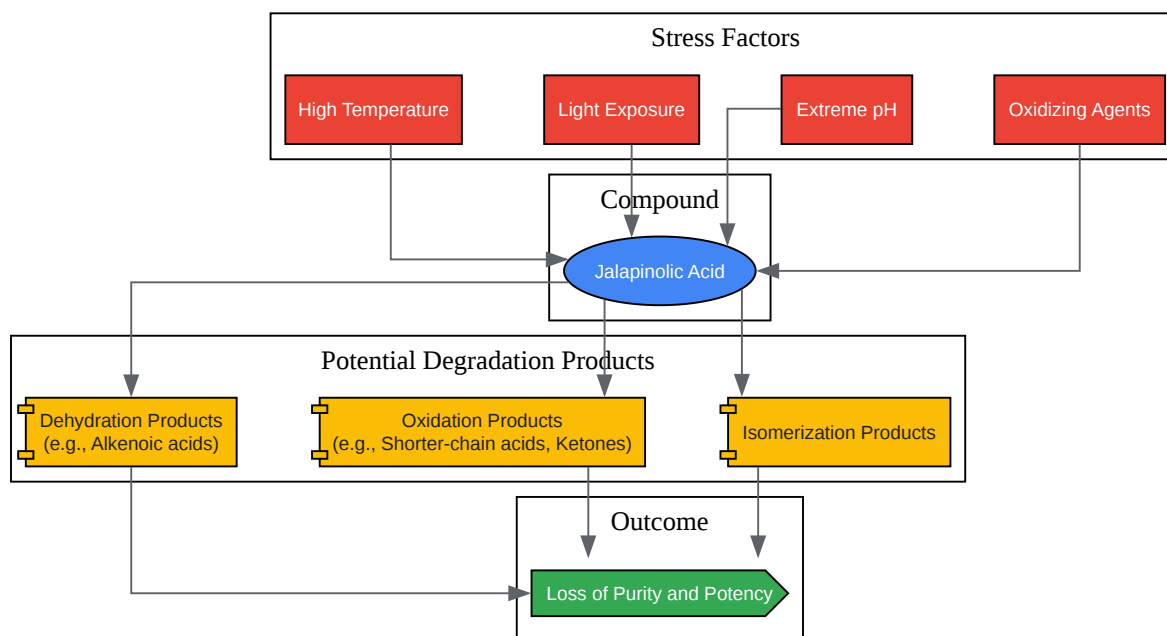 Stress Factors
High Temperature
Light Exposure
Extreme pH
Oxidizing Agents
Compound
Jalapinolic Acid
Potential Degradation Products
Dehydration Products
(e.g., Alkenoic acids)
Oxidation Products
(e.g., Shorter-chain acids, Ketones)
Isomerization Products
Outcome
Loss of Purity and Potency